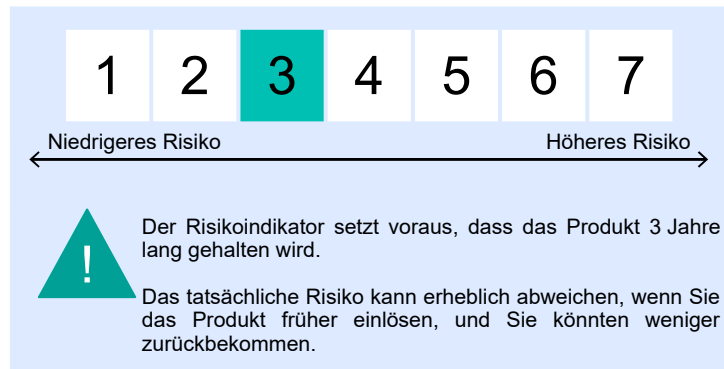 1 2 3 4 5 6 7
Niedrigeres Risiko Höheres Risiko
!
Der Risikoindikator setzt voraus, dass das Produkt 3 Jahre
lang gehalten wird.
Das tatsächliche Risiko kann erheblich abweichen, wenn Sie
das Produkt früher einlösen, und Sie könnten weniger
zurückbekommen.